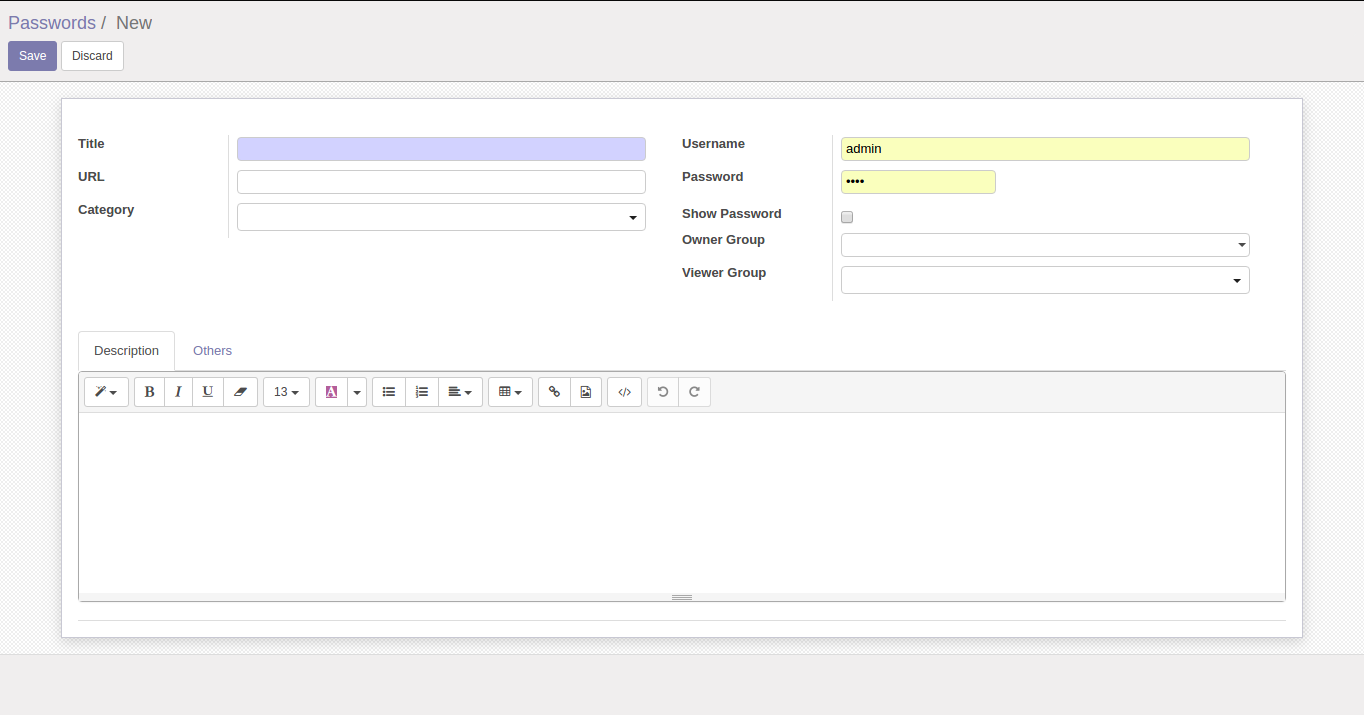 Passwords / New
Save Discard
Title
URL
Category
Username admin
Password ••••
Show Password
Owner Group
Viewer Group
Description Others
B I U 13 A </>